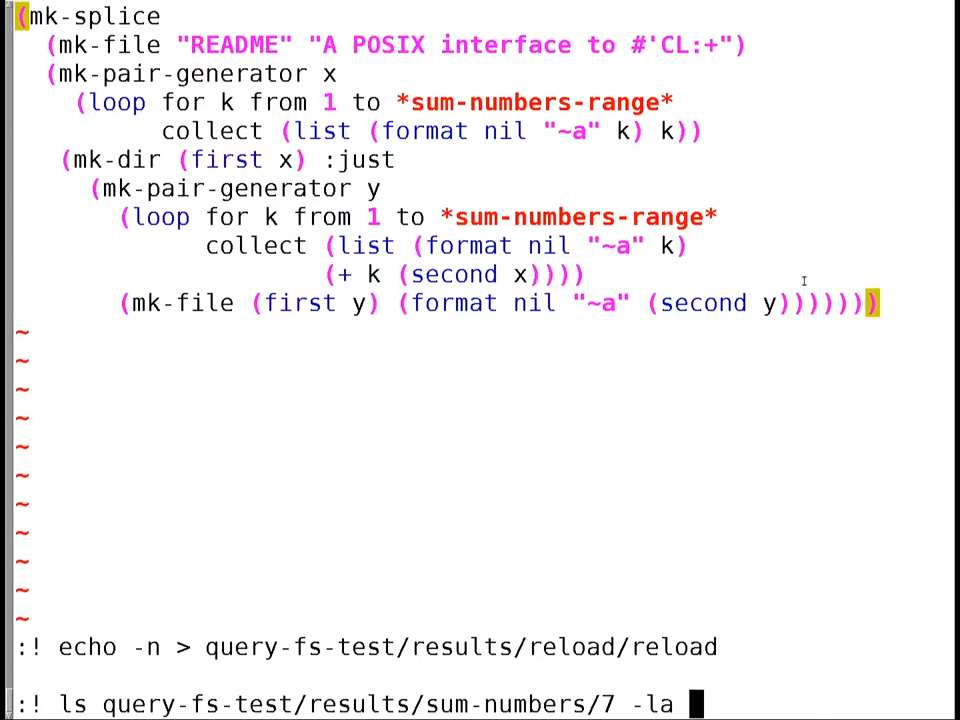 (mk-splice
  (mk-file "README" "A POSIX interface to #'CL:+")
  (mk-pair-generator x
    (loop for k from 1 to *sum-numbers-range*
          collect (list (format nil "~a" k) k))
   (mk-dir (first x) :just
     (mk-pair-generator y
       (loop for k from 1 to *sum-numbers-range*
             collect (list (format nil "~a" k)
                     (+ k (second x))))
       (mk-file (first y) (format nil "~a" (second y))))))
~
~
~
~
~
~
~
~
~
~
~
:! echo -n > query-fs-test/results/reload/reload
:! ls query-fs-test/results/sum-numbers/7 -la